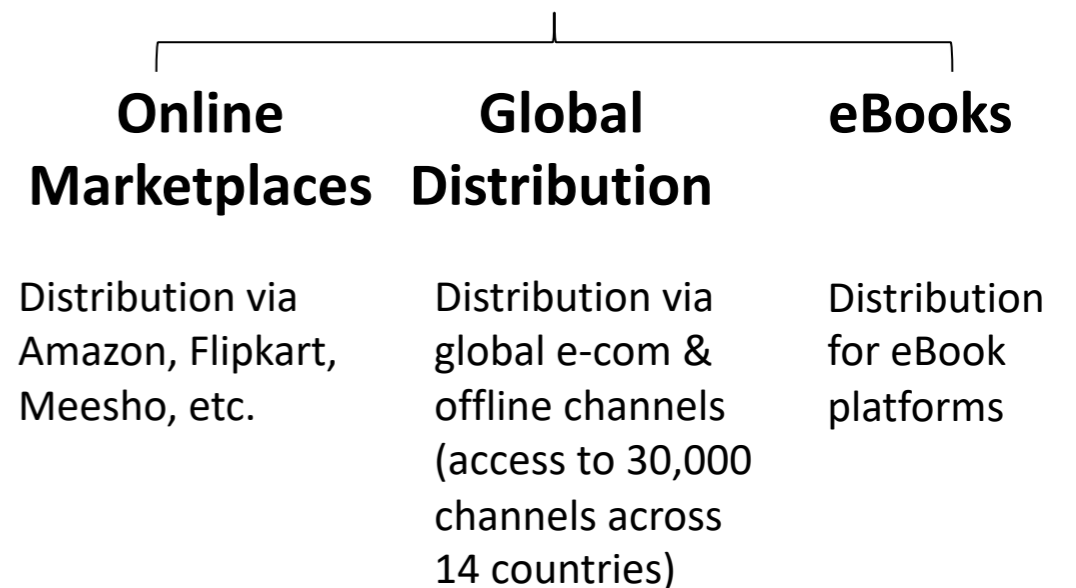 Online
Marketplaces
Distribution via
Amazon, Flipkart,
Meesho, etc.
Global
Distribution
Distribution via
global e-com &
offline channels
(access to 30,000
channels across
14 countries)
eBooks
Distribution
for eBook
platforms